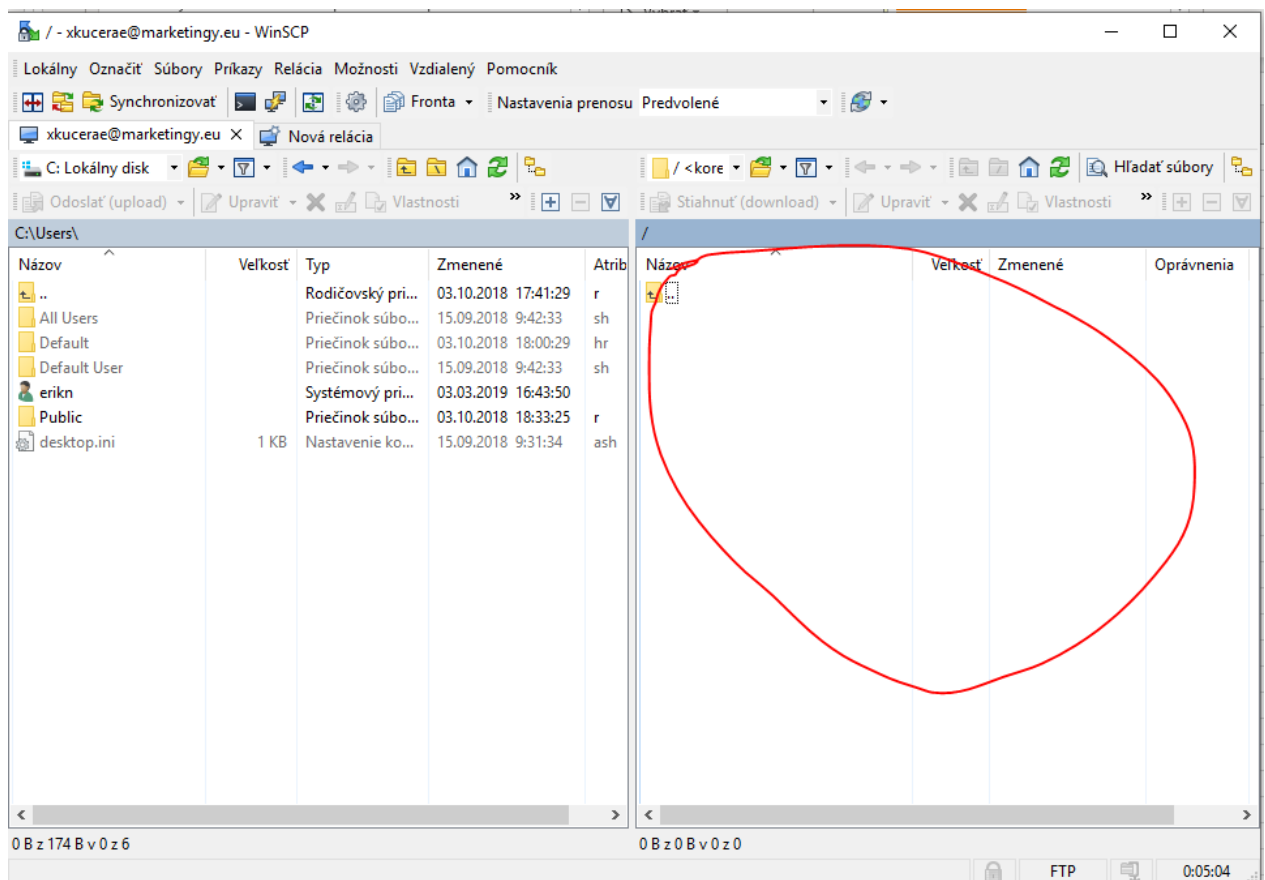 / - xkucerae@marketingy.eu - WinSCP
Lokálny Označiť Súbory Príkazy Relácia Možnosti Vzdialený Pomocník
Synchronizovať Fronta Nastavenia prenosu Predvolené
xkucerae@marketingy.eu X Nová relácia
C: Lokálny disk / <kore Hľadať súbory
Odoslať (upload) Upraviť Vlastnosti » Stiahnuť (download) Upraviť Vlastnosti »
C:\Users\ /
Názov Veľkosť Typ Zmenené Atrib Názov Veľkosť Zmenené Oprávnenia
.. Rodičovský pri... 03.10.2018 17:41:29 r ..
All Users Priečinok súbo... 15.09.2018 9:42:33 sh
Default Priečinok súbo... 03.10.2018 18:00:29 hr
Default User Priečinok súbo... 15.09.2018 9:42:33 sh
erikn Systémový pri... 03.03.2019 16:43:50
Public Priečinok súbo... 03.10.2018 18:33:25 r
desktop.ini 1 KB Nastavenie ko... 15.09.2018 9:31:34 ash
0 B z 174 B v 0 z 6 0 B z 0 B v 0 z 0
FTP 0:05:04